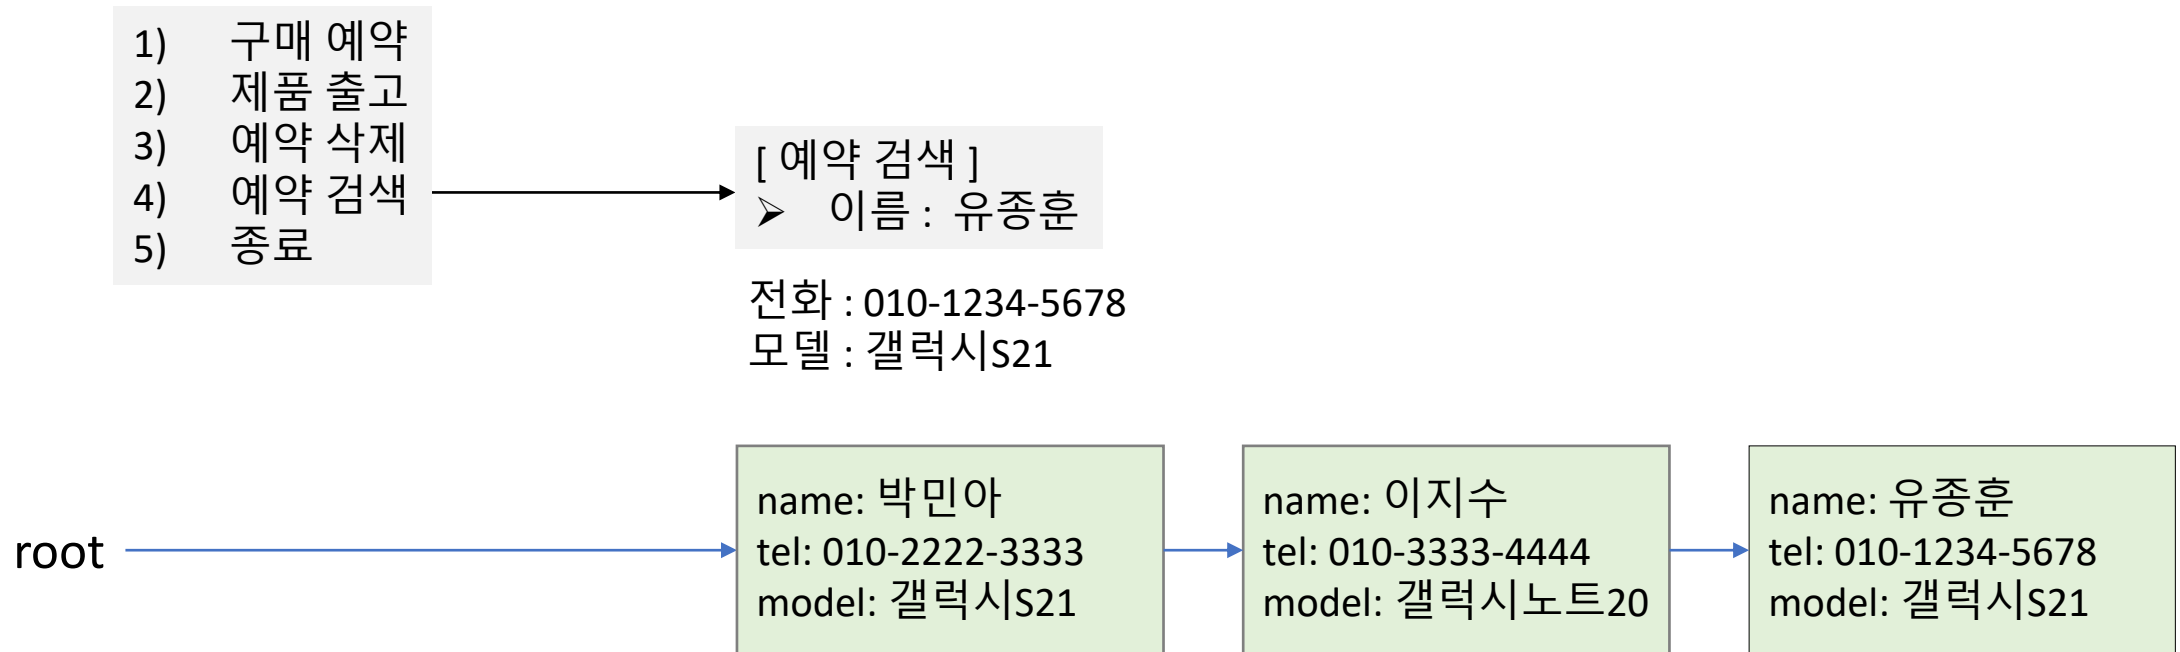 1) 구매 예약
2) 제품 출고
3) 예약 삭제
4) 예약 검색
5) 종료
[ 예약 검색 ]
➢ 이름 : 유종훈
전화 : 010-1234-5678
모델 : 갤럭시S21
root
name: 박민아
tel: 010-2222-3333
model: 갤럭시S21
name: 이지수
tel: 010-3333-4444
model: 갤럭시노트20
name: 유종훈
tel: 010-1234-5678
model: 갤럭시S21